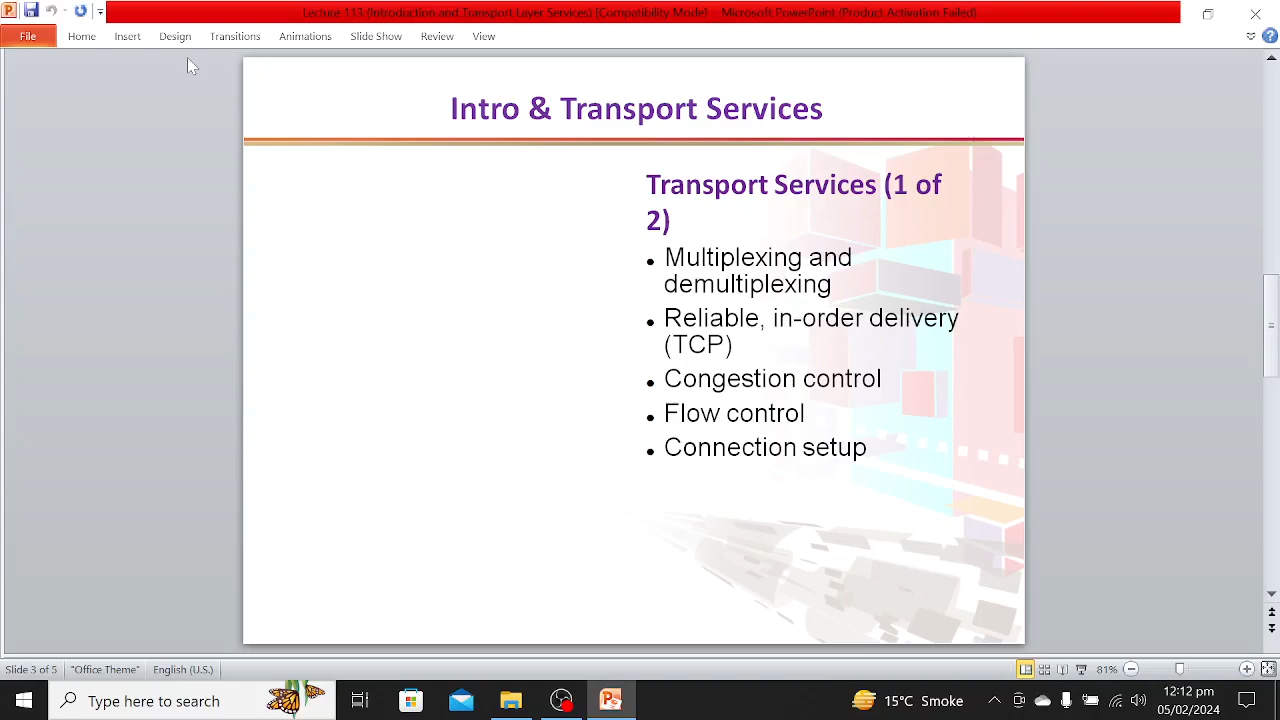 Lecture 113 (Introduction and Transport Layer Services) [Compatibility Mode] - Microsoft PowerPoint (Product Activation Failed)
File Home Insert Design Transitions Animations Slide Show Review View
Intro & Transport Services
Transport Services (1 of
2)
Multiplexing and
demultiplexing
Reliable, in-order delivery
(TCP)
Congestion control
Flow control
Connection setup
Slide 3 of 5 "Office Theme" English (U.S.) 81%
Type here to search 15°C Smoke 12:12 pm
05/02/2024